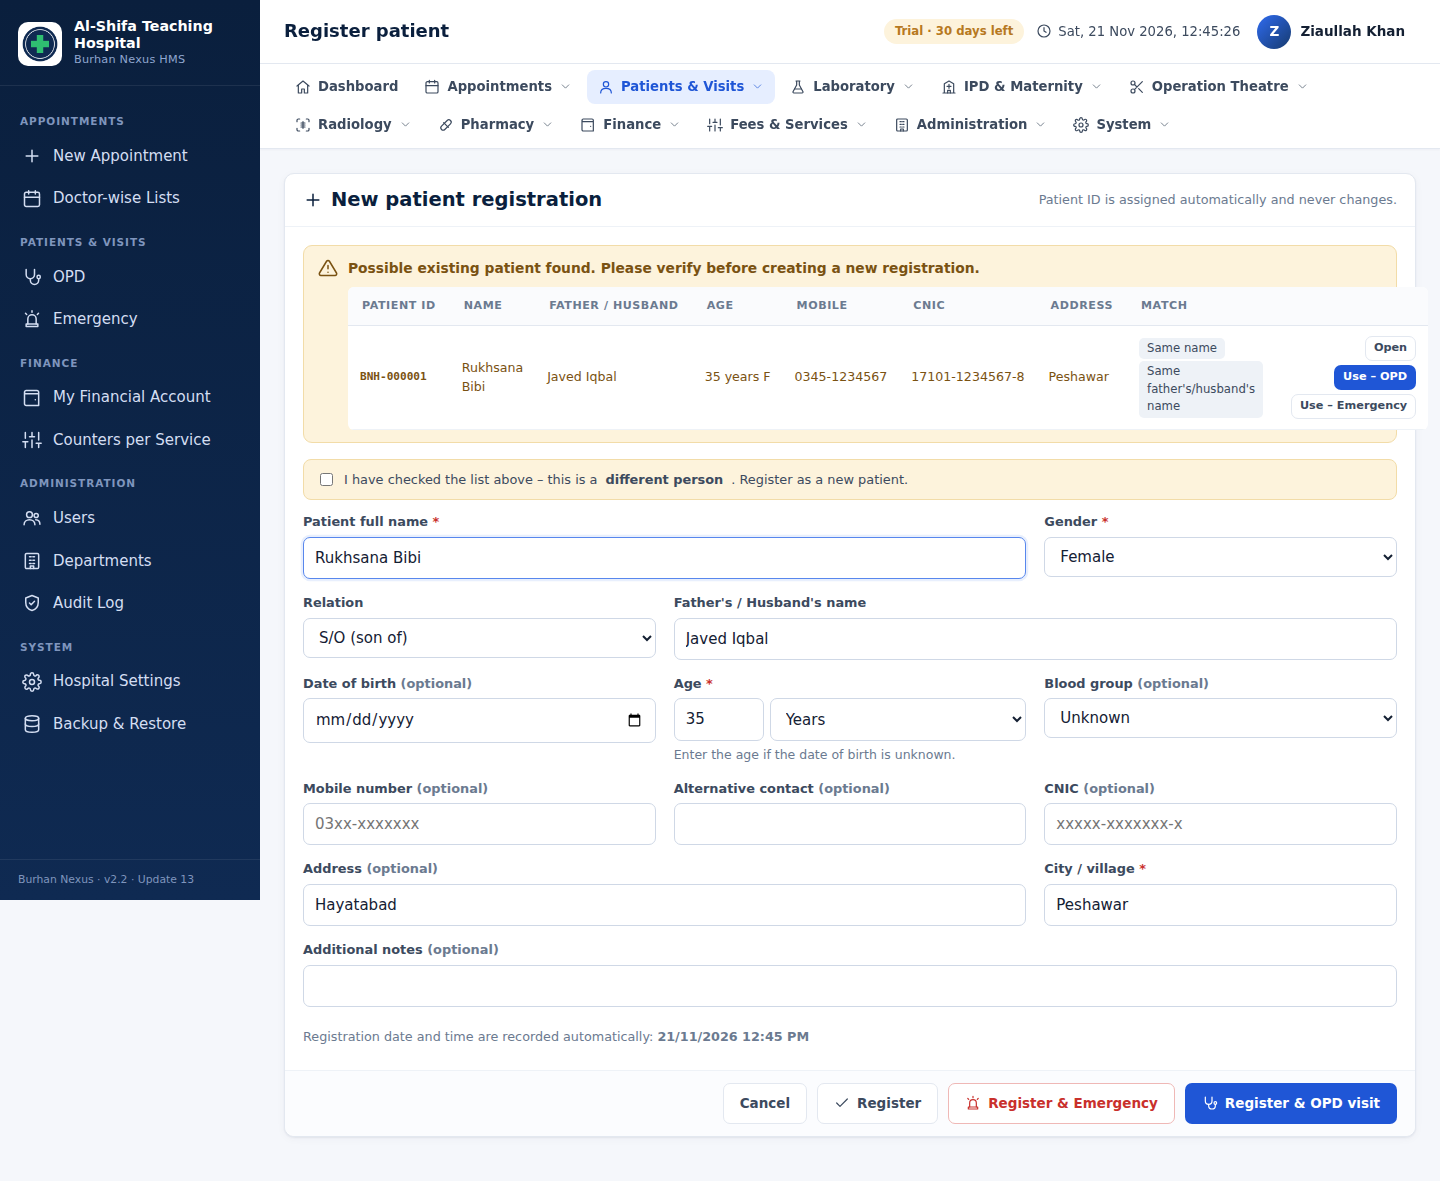 Al-Shifa Teaching Hospital
Burhan Nexus HMS
Register patient
Trial · 30 days left
Sat, 21 Nov 2026, 12:45:26
Z
Ziaullah Khan
Dashboard
Appointments
Patients & Visits
Laboratory
IPD & Maternity
Operation Theatre
Radiology
Pharmacy
Finance
Fees & Services
Administration
System
APPOINTMENTS
New Appointment
Doctor-wise Lists
PATIENTS & VISITS
OPD
Emergency
FINANCE
My Financial Account
Counters per Service
ADMINISTRATION
Users
Departments
Audit Log
SYSTEM
Hospital Settings
Backup & Restore
Burhan Nexus · v2.2 · Update 13
New patient registration
Patient ID is assigned automatically and never changes.
Possible existing patient found. Please verify before creating a new registration.
PATIENT ID NAME FATHER / HUSBAND AGE MOBILE CNIC ADDRESS MATCH
BNH-000001 Rukhsana Bibi Javed Iqbal 35 years F 0345-1234567 17101-1234567-8 Peshawar
Same name
Same father's/husband's name
Open
Use – OPD
Use – Emergency
I have checked the list above – this is a different person . Register as a new patient.
Patient full name *
Rukhsana Bibi
Gender *
Female
Relation
S/O (son of)
Father's / Husband's name
Javed Iqbal
Date of birth (optional)
mm/dd/yyyy
Age *
35
Years
Enter the age if the date of birth is unknown.
Blood group (optional)
Unknown
Mobile number (optional)
03xx-xxxxxxx
Alternative contact (optional)
CNIC (optional)
xxxxx-xxxxxxx-x
Address (optional)
Hayatabad
City / village *
Peshawar
Additional notes (optional)
Registration date and time are recorded automatically: 21/11/2026 12:45 PM
Cancel
Register
Register & Emergency
Register & OPD visit